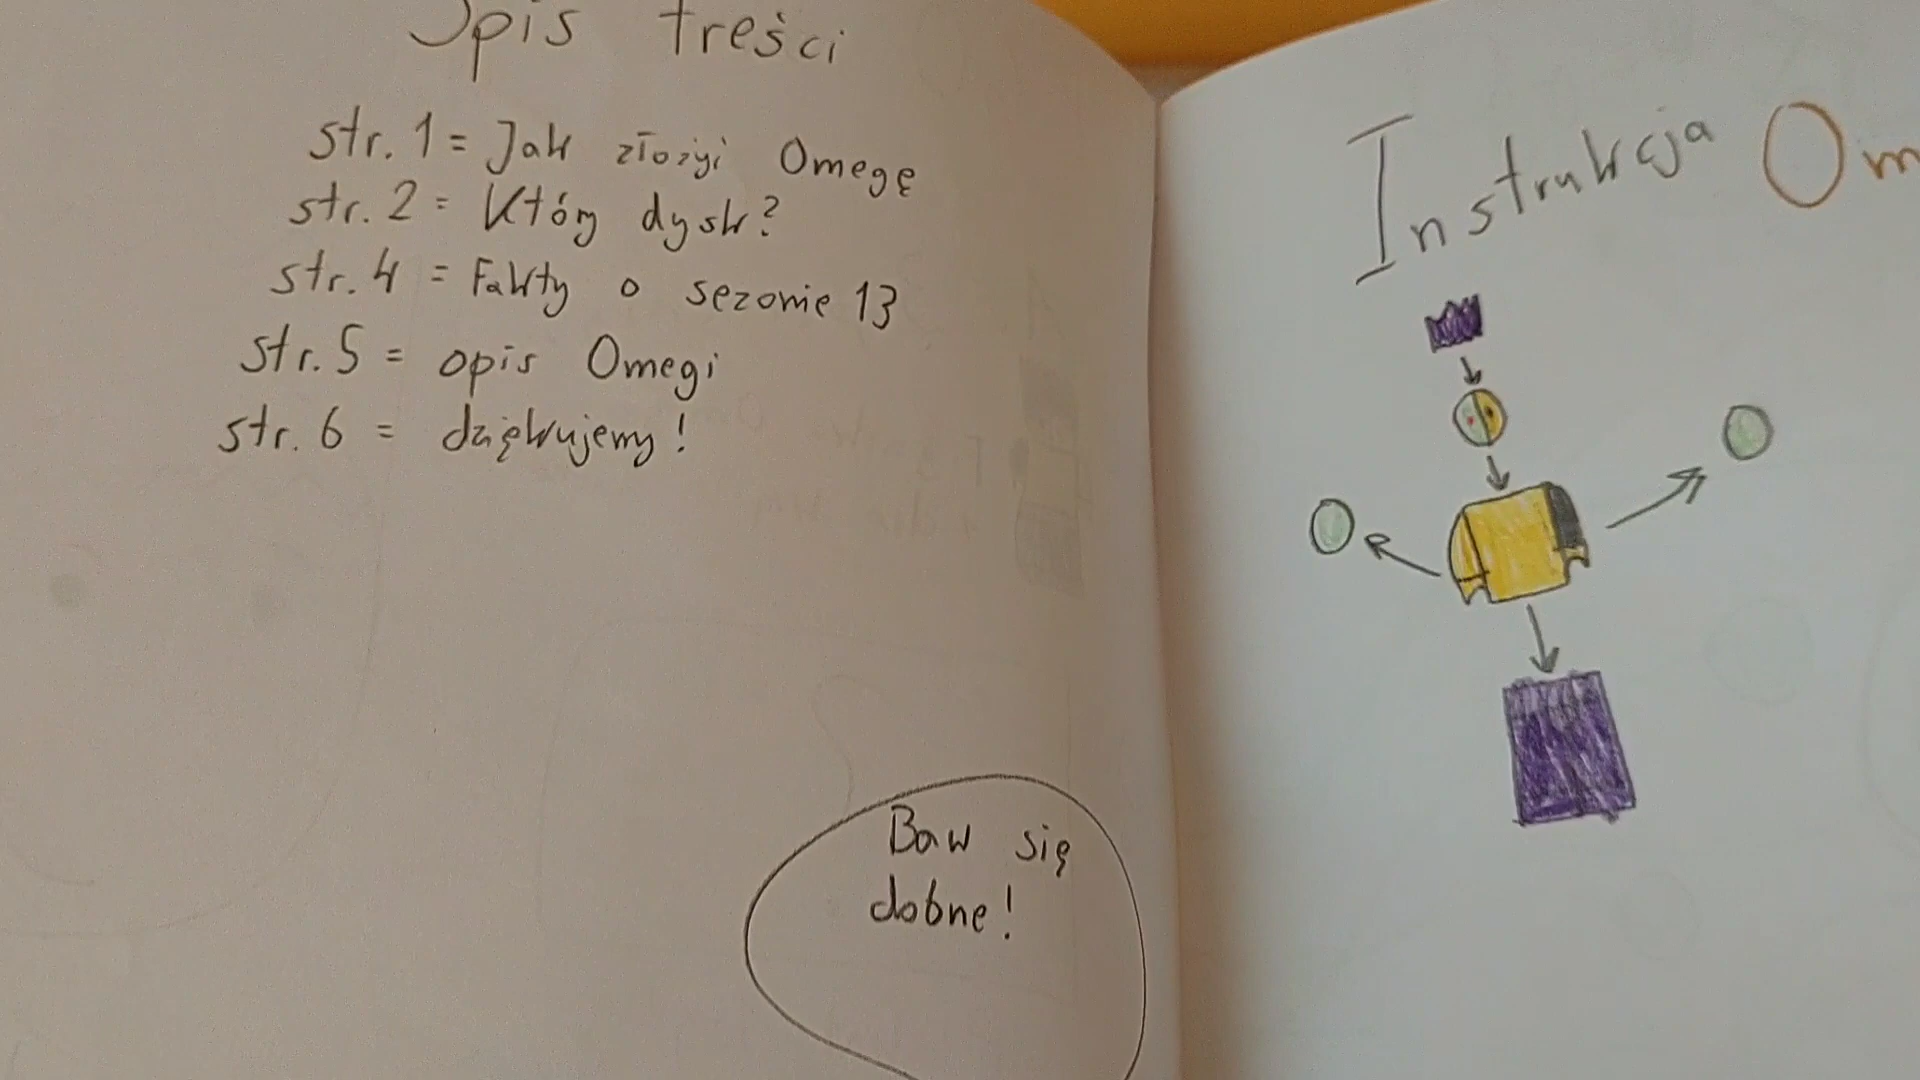 Spis treści
str. 1 = Jak złożyć Omegę
str. 2 = Który dysk?
str. 4 = Fakty o sezonie 13
str. 5 = opis Omegi
str. 6 = dziękujemy!
Baw się
dobrze!
Instrukcja Om